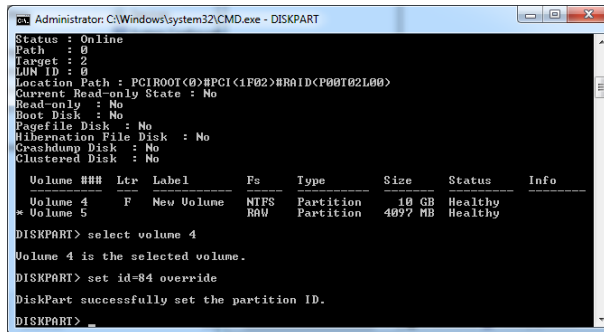 Administrator: C:\Windows\system32\CMD.exe - DISKPART
Status : Online
Path   : 0
Target : 2
LUN ID : 0
Location Path : PCIROOT(0)#PCI(1F02)#RAID(P00T02L00)
Current Read-only State : No
Read-only  : No
Boot Disk  : No
Pagefile Disk  : No
Hibernation File Disk  : No
Crashdump Disk  : No
Clustered Disk  : No
Volume ###  Ltr  Label        Fs     Type        Size     Status     Info
----------  ---  -----------  -----  ----------  -------  ---------  --------
Volume 4     F   New Volume   NTFS   Partition     10 GB  Healthy
* Volume 5                      RAW    Partition   4097 MB  Healthy
DISKPART> select volume 4
Volume 4 is the selected volume.
DISKPART> set id=84 override
DiskPart successfully set the partition ID.
DISKPART> _